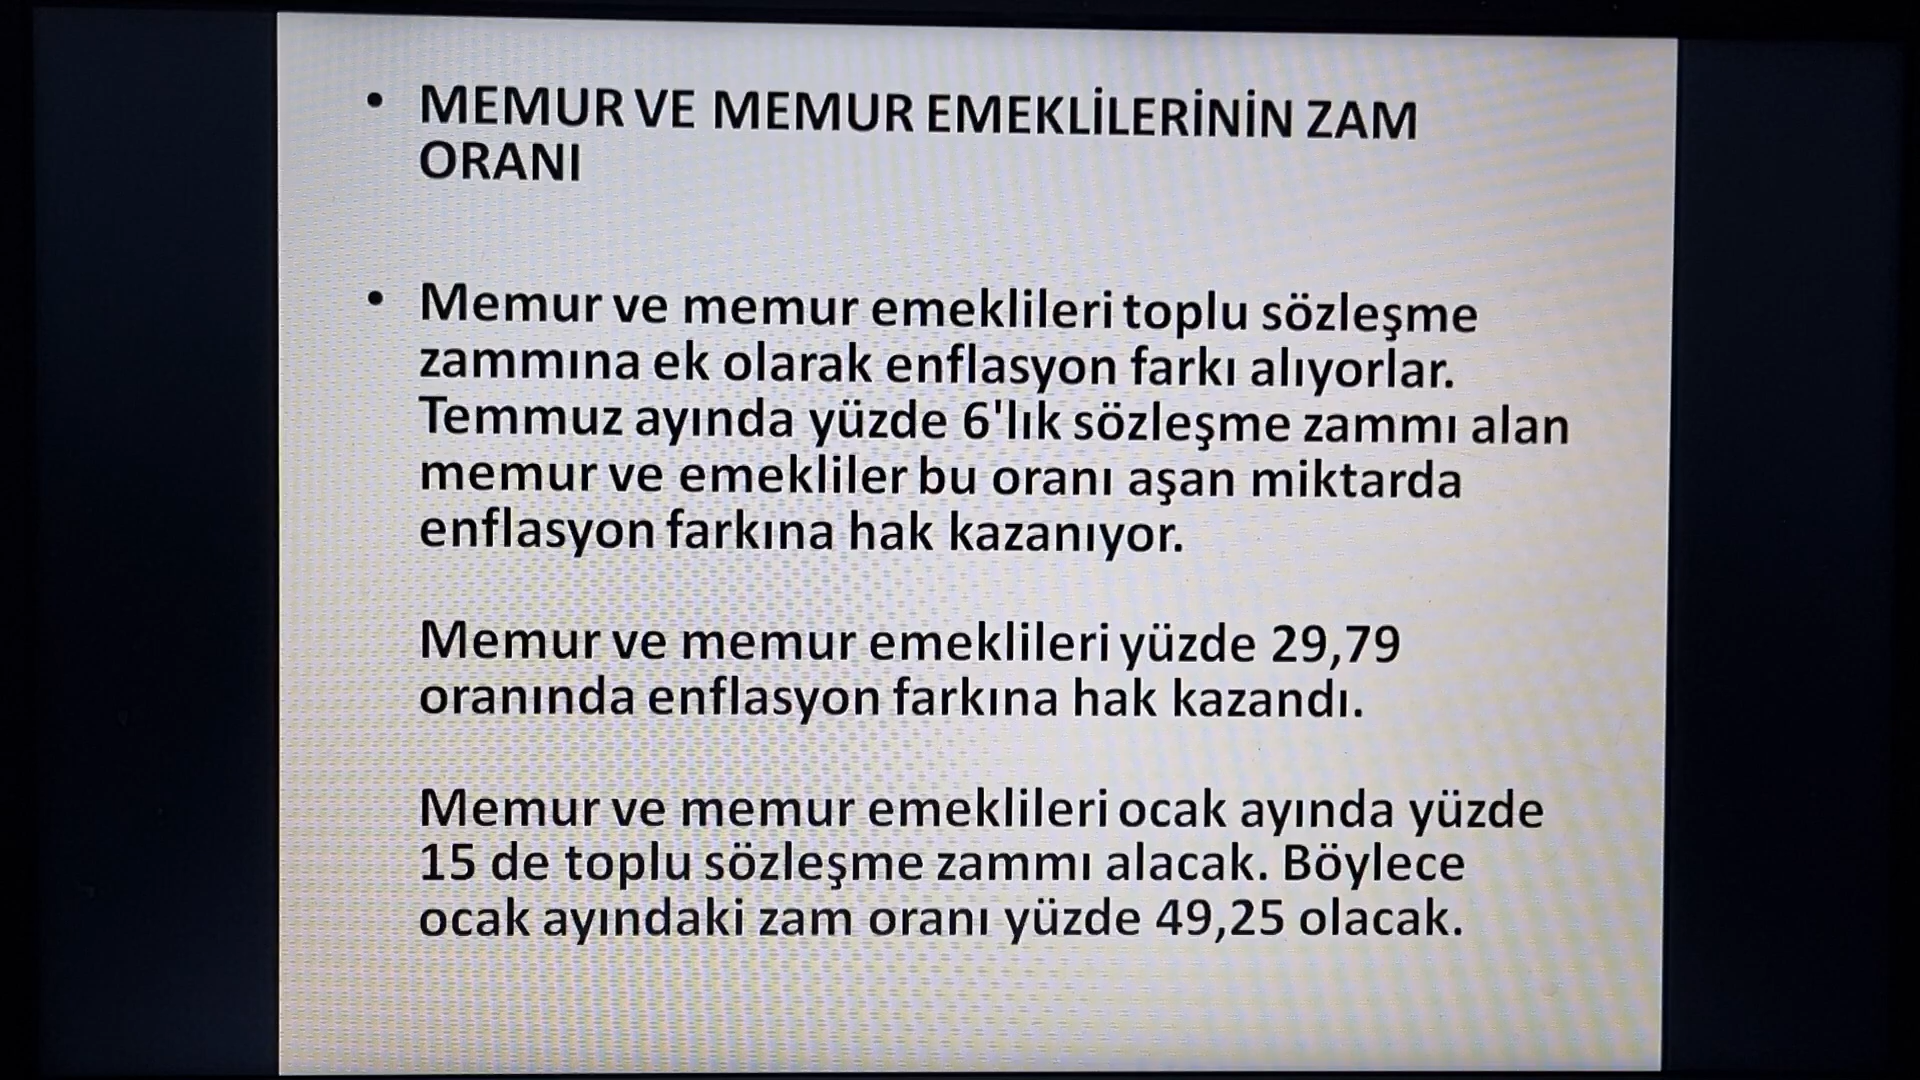 • MEMUR VE MEMUR EMEKLİLERİNİN ZAM
ORANI
• Memur ve memur emeklileri toplu sözleşme
zammına ek olarak enflasyon farkı alıyorlar.
Temmuz ayında yüzde 6'lık sözleşme zammı alan
memur ve emekliler bu oranı aşan miktarda
enflasyon farkına hak kazanıyor.
Memur ve memur emeklileri yüzde 29,79
oranında enflasyon farkına hak kazandı.
Memur ve memur emeklileri ocak ayında yüzde
15 de toplu sözleşme zammı alacak. Böylece
ocak ayındaki zam oranı yüzde 49,25 olacak.